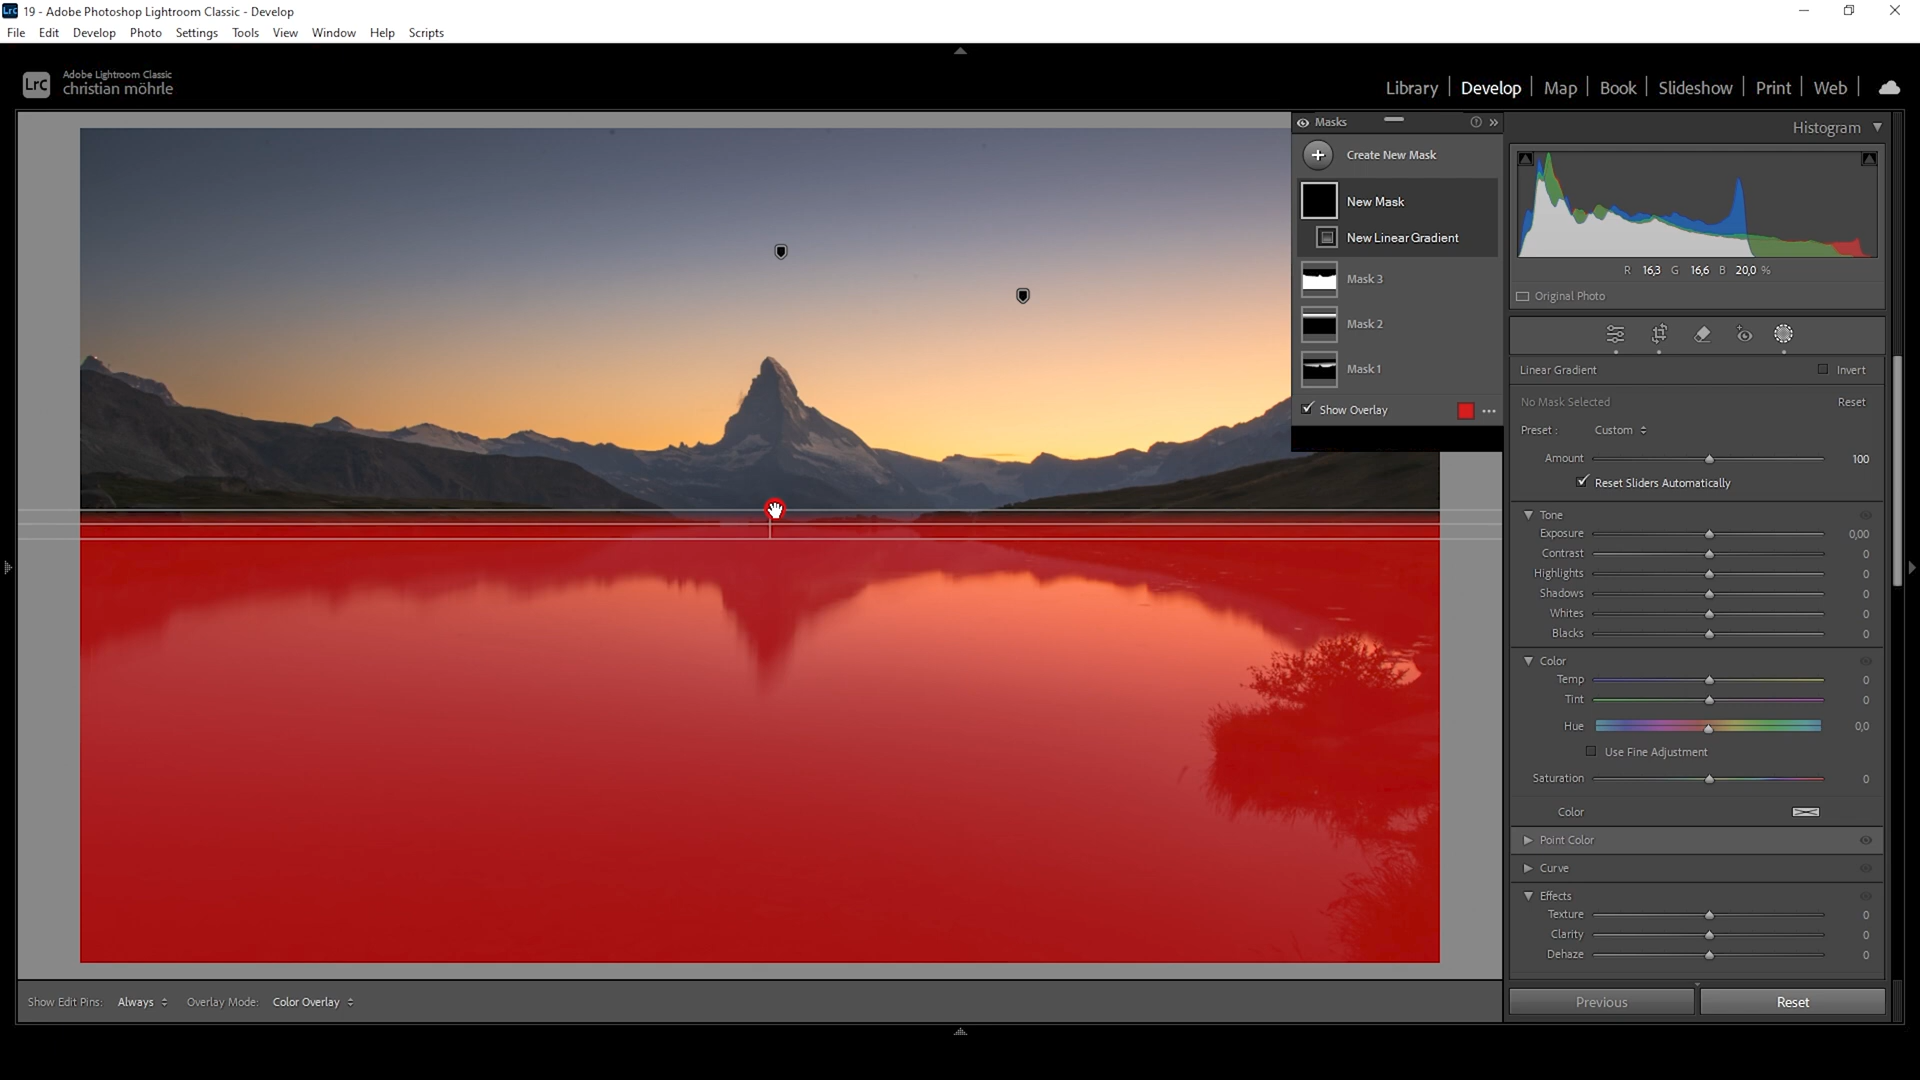 Lrc 19 - Adobe Photoshop Lightroom Classic - Develop
File Edit Develop Photo Settings Tools View Window Help Scripts
LrC
Adobe Lightroom Classic
christian möhrle
Library Develop Map Book Slideshow Print Web
Masks
Create New Mask
New Mask
New Linear Gradient
Mask 3
Mask 2
Mask 1
Show Overlay
Histogram
R 16,3 G 16,6 B 20,0 %
Original Photo
Linear Gradient Invert
No Mask Selected Reset
Preset : Custom
Amount 100
Reset Sliders Automatically
Tone
Exposure 0,00
Contrast 0
Highlights 0
Shadows 0
Whites 0
Blacks 0
Color
Temp 0
Tint 0
Hue 0,0
Use Fine Adjustment
Saturation 0
Color
Point Color
Curve
Effects
Texture 0
Clarity 0
Dehaze 0
Show Edit Pins: Always Overlay Mode: Color Overlay
Previous Reset